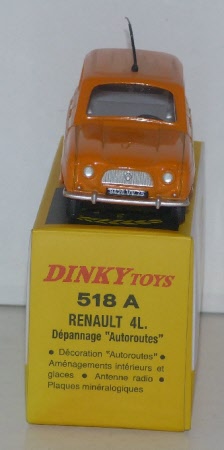 DINKY TOYS
518 A
RENAULT 4L.
Dépannage "Autoroutes"
● Décoration "Autoroutes" ●
Aménagements intérieurs et
glaces ● Antenne radio ●
Plaques minéralogiques